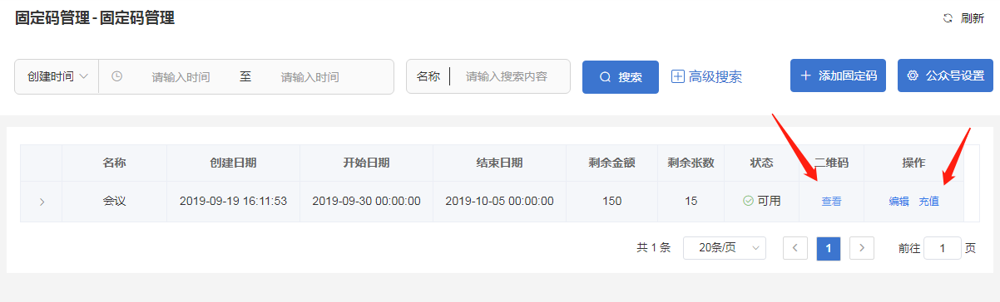 固定码管理-固定码管理
刷新
创建时间 请输入时间 至 请输入时间 名称 请输入搜索内容 搜索 高级搜索 添加固定码 公众号设置
名称 创建日期 开始日期 结束日期 剩余金额 剩余张数 状态 二维码 操作
会议 2019-09-19 16:11:53 2019-09-30 00:00:00 2019-10-05 00:00:00 150 15 可用 查看 编辑 充值
共 1 条 20条/页 1 前往 1 页